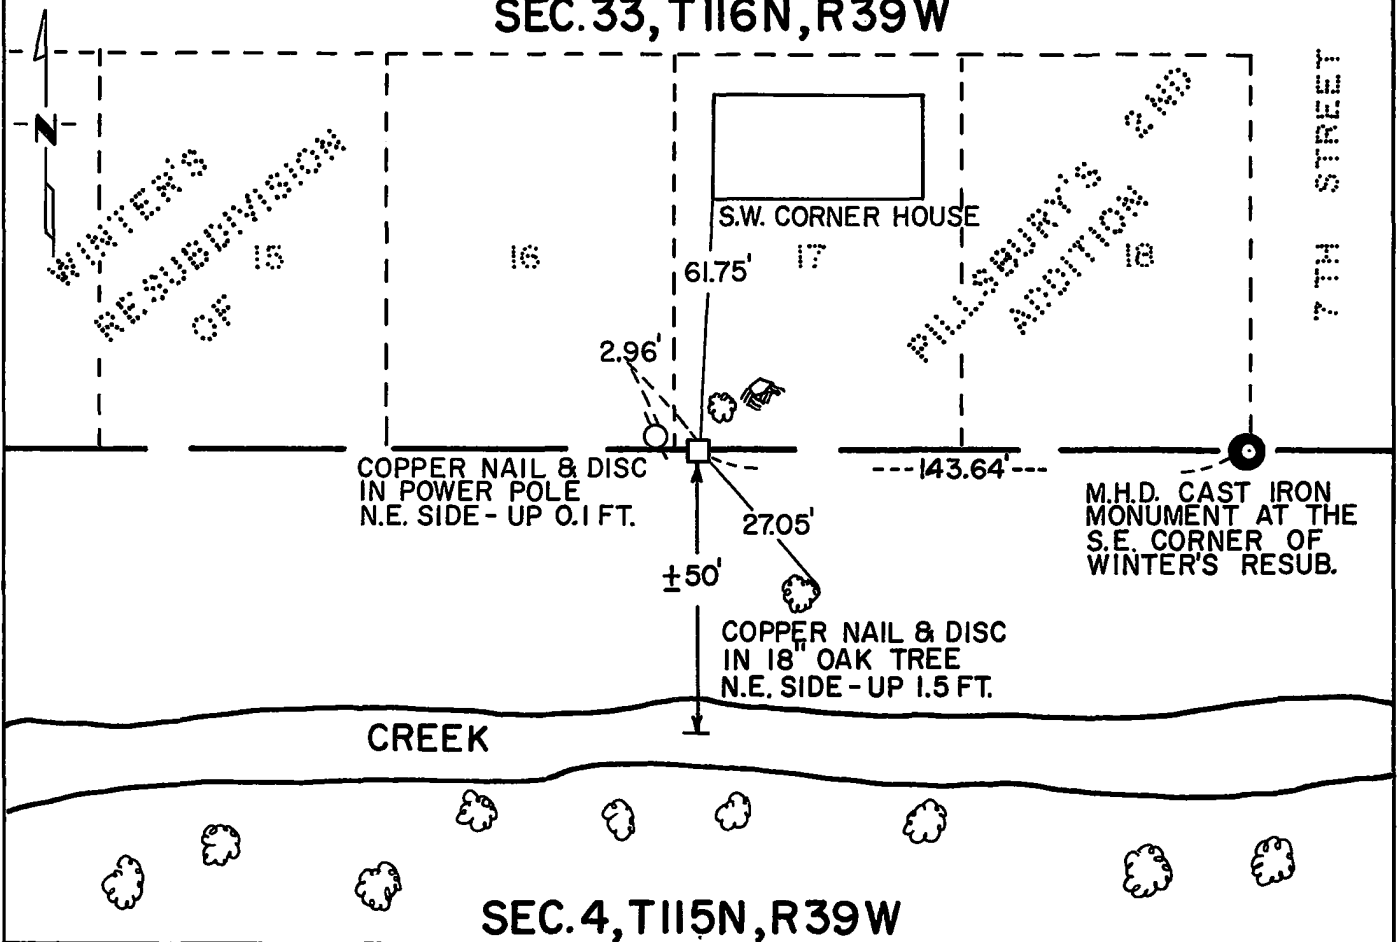 SEC. 33, T116N, R39W
N
WINTER'S
RESUBDIVISION
OF
15
16
17
18
PILLSBURY'S 2 ND
ADDITION
7TH STREET
S.W. CORNER HOUSE
61.75'
2.96'
COPPER NAIL & DISC
IN POWER POLE
N.E. SIDE - UP 0.1 FT.
143.64'
M.H.D. CAST IRON
MONUMENT AT THE
S.E. CORNER OF
WINTER'S RESUB.
27.05'
±50'
COPPER NAIL & DISC
IN 18" OAK TREE
N.E. SIDE - UP 1.5 FT.
CREEK
SEC. 4, T115N, R39W